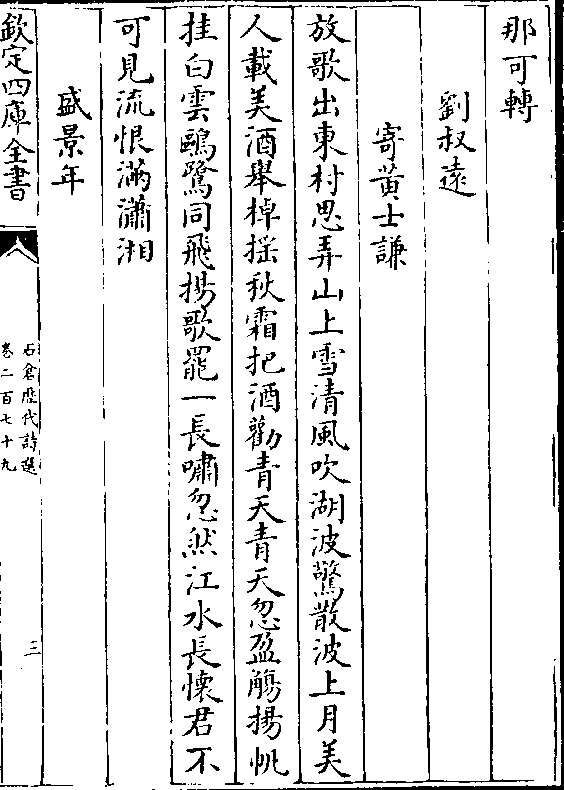 那可轉
劉叔遠
寄黃士謙
放歌出東村思弄山上雪清風吹湖波驚散波上月美
人載美酒舉棹揺秋霜把酒勸青天青天忽盈觴揚帆
挂白雲鷗鷺同飛揚歌罷一長嘯忽然江水長懷君不
可見流恨滿瀟湘
盛景年
欽定四庫全書
石倉歴代詩選
卷二百七十九
三